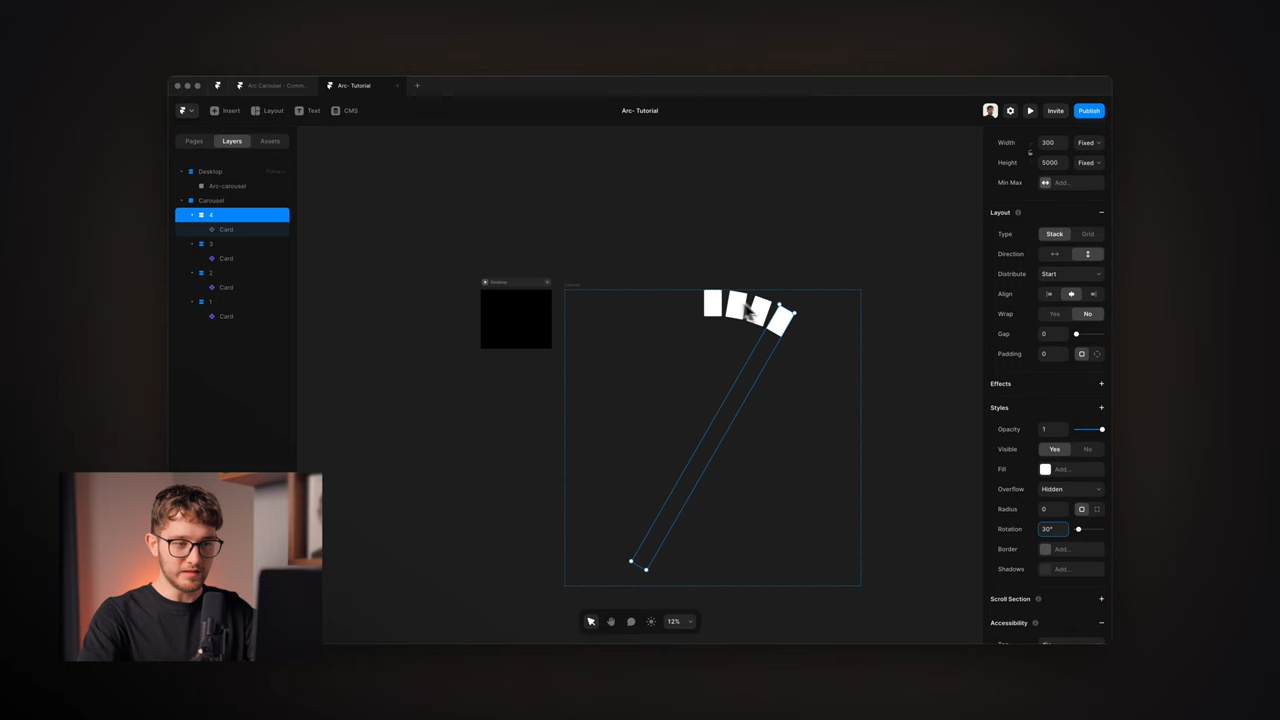 Arc Carousel - Comm...
Arc- Tutorial
Insert
Layout
Text
CMS
Arc- Tutorial
Invite
Publish
Pages
Layers
Assets
Desktop
Primary
Arc-carousel
Carousel
4
Card
3
Card
2
Card
1
Card
Desktop
12%
Width
300
Fixed
Height
5000
Fixed
Min Max
Add...
Layout
Type
Stack
Grid
Direction
Distribute
Start
Align
Wrap
Yes
No
Gap
0
Padding
0
Effects
Styles
Opacity
1
Visible
Yes
No
Fill
Add...
Overflow
Hidden
Radius
0
Rotation
30°
Border
Add...
Shadows
Add...
Scroll Section
Accessibility